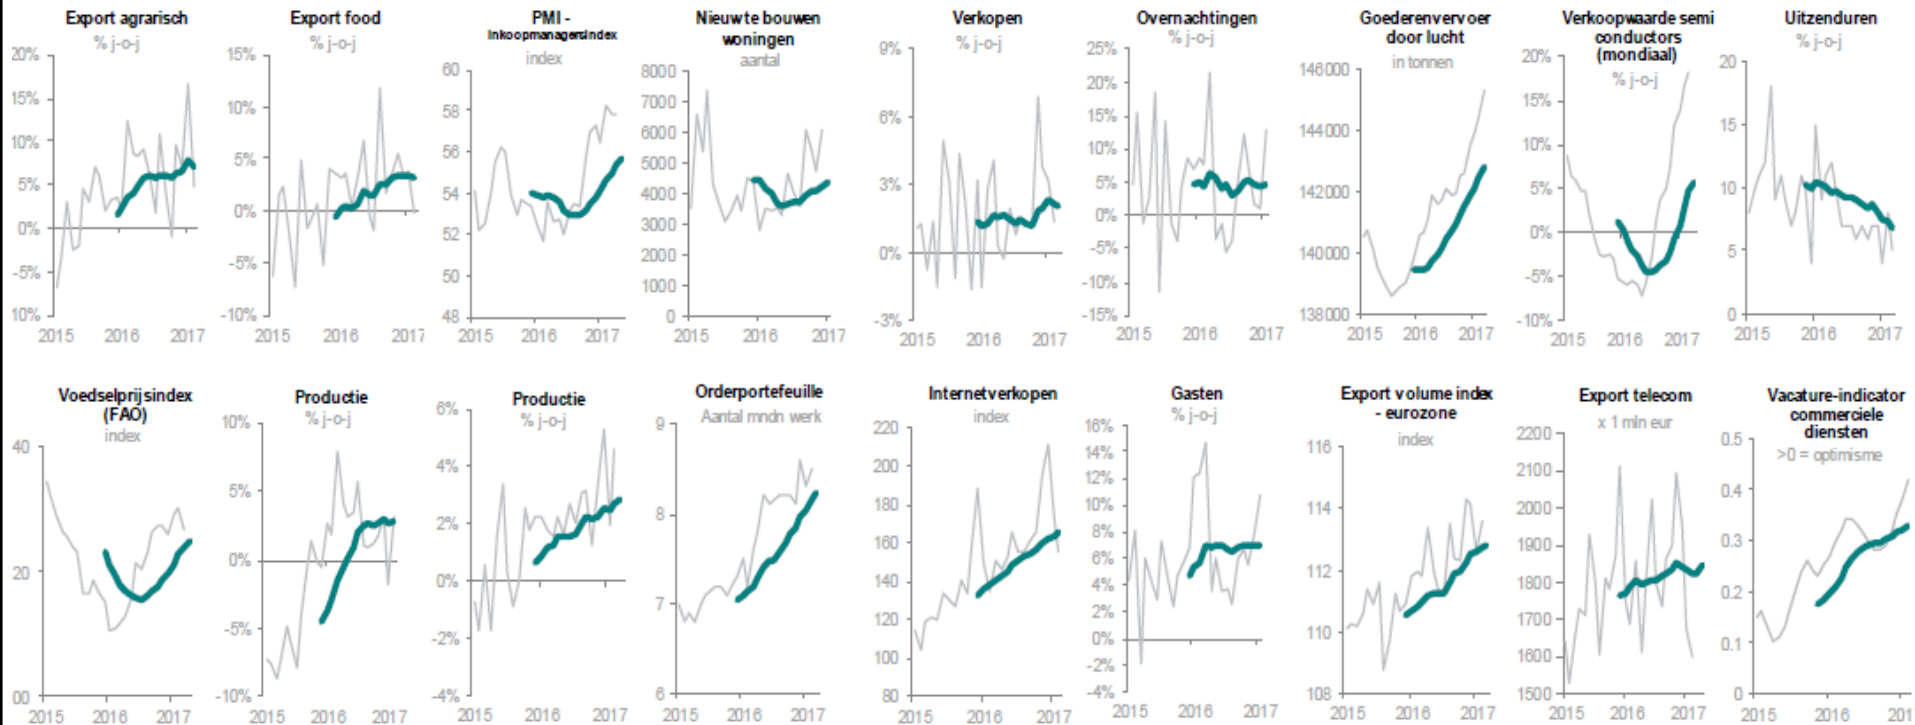 Export agrarisch
% j-o-j
20%
15%
10%
5%
0%
-5%
10%
2015 2016 2017
Export food
% j-o-j
15%
10%
5%
0%
-5%
-10%
2015 2016 2017
PMI -
Inkoopmanagersindex
index
60
58
56
54
52
50
48
2015 2016 2017
Nieuw te bouwen
woningen
aantal
8000
7000
6000
5000
4000
3000
2000
1000
0
2015 2016 2017
Verkopen
% j-o-j
9%
6%
3%
0%
-3%
2015 2016 2017
Overnachtingen
% j-o-j
25%
20%
15%
10%
5%
0%
-5%
-10%
-15%
2015 2016 2017
Goederenvervoer
door lucht
in tonnen
146000
144000
142000
140000
138000
2015 2016 2017
Verkoopwaarde semi
conductors
(mondiaal)
% j-o-j
20%
15%
10%
5%
0%
-5%
-10%
2015 2016 2017
Uitzenduren
% j-o-j
20
15
10
5
0
2015 2016 2017
Voedselprijsindex
(FAO)
index
40
20
00
2015 2016 2017
Productie
% j-o-j
10%
5%
0%
-5%
-10%
2015 2016 2017
Productie
% j-o-j
6%
4%
2%
0%
-2%
-4%
2015 2016 2017
Orderportefeuille
Aantal mndn werk
9
8
7
6
2015 2016 2017
Internetverkopen
index
220
200
180
160
140
120
100
80
2015 2016 2017
Gasten
% j-o-j
16%
14%
12%
10%
8%
6%
4%
2%
0%
-2%
-4%
2015 2016 2017
Export volume index
- eurozone
index
116
114
112
110
108
2015 2016 2017
Export telecom
x 1 mln eur
2200
2100
2000
1900
1800
1700
1600
1500
2015 2016 2017
Vacature-indicator
commerciele
diensten
>0 = optimisme
0.5
0.4
0.3
0.2
0.1
0
2015 2016 201